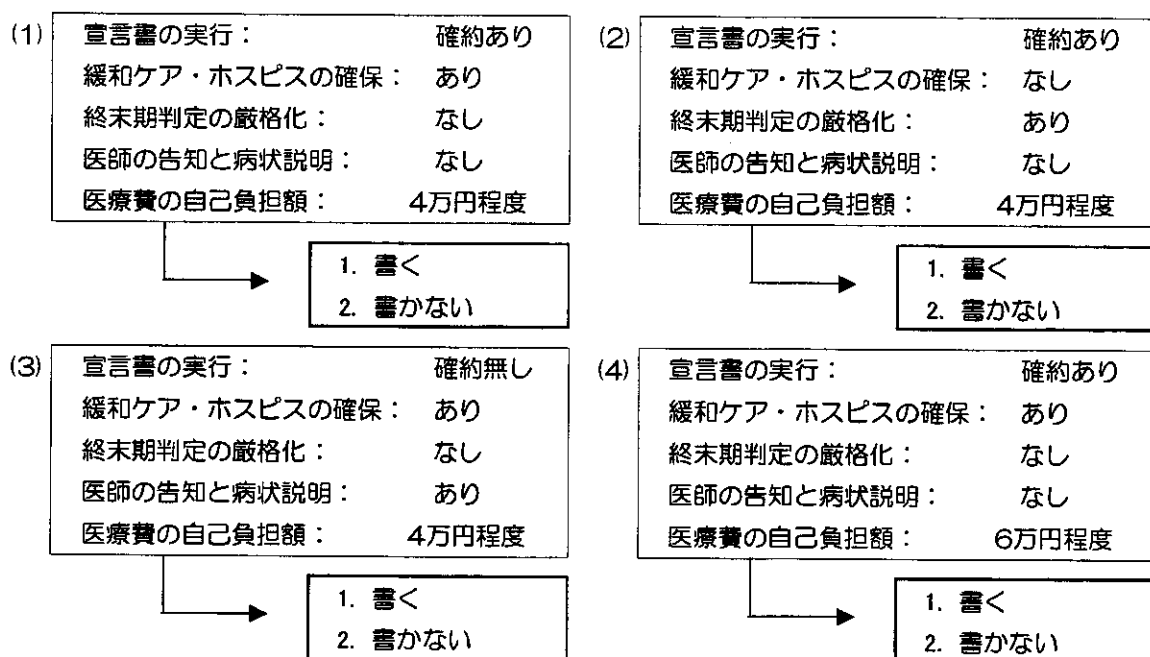 (1)
宣言書の実行： 確約あり
緩和ケア・ホスピスの確保： あり
終末期判定の厳格化： なし
医師の告知と病状説明： なし
医療費の自己負担額： 4万円程度
1. 書く
2. 書かない
(2)
宣言書の実行： 確約あり
緩和ケア・ホスピスの確保： なし
終末期判定の厳格化： あり
医師の告知と病状説明： なし
医療費の自己負担額： 4万円程度
1. 書く
2. 書かない
(3)
宣言書の実行： 確約無し
緩和ケア・ホスピスの確保： あり
終末期判定の厳格化： なし
医師の告知と病状説明： あり
医療費の自己負担額： 4万円程度
1. 書く
2. 書かない
(4)
宣言書の実行： 確約あり
緩和ケア・ホスピスの確保： あり
終末期判定の厳格化： なし
医師の告知と病状説明： なし
医療費の自己負担額： 6万円程度
1. 書く
2. 書かない